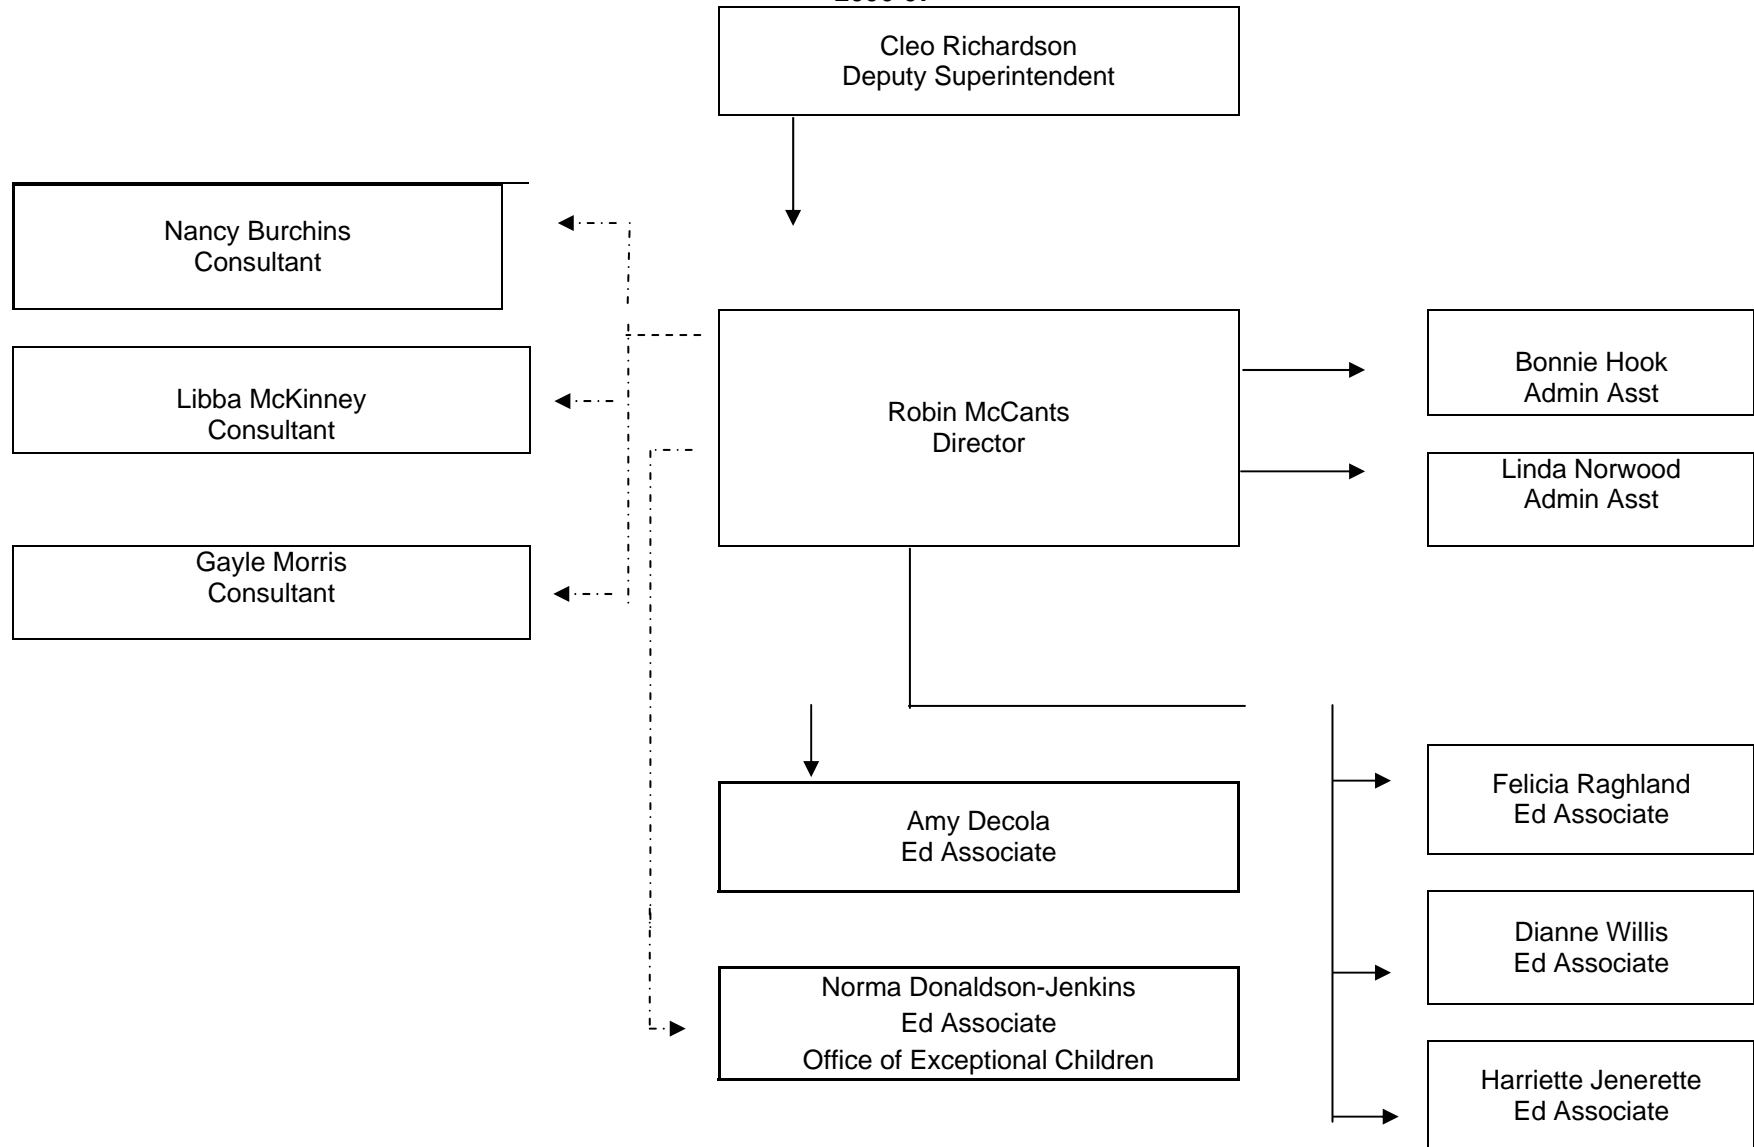 Cleo Richardson
Deputy Superintendent
Nancy Burchins
Consultant
Libba McKinney
Consultant
Gayle Morris
Consultant
Robin McCants
Director
Bonnie Hook
Admin Asst
Linda Norwood
Admin Asst
Amy Decola
Ed Associate
Norma Donaldson-Jenkins
Ed Associate
Office of Exceptional Children
Felicia Raghland
Ed Associate
Dianne Willis
Ed Associate
Harriette Jenerette
Ed Associate